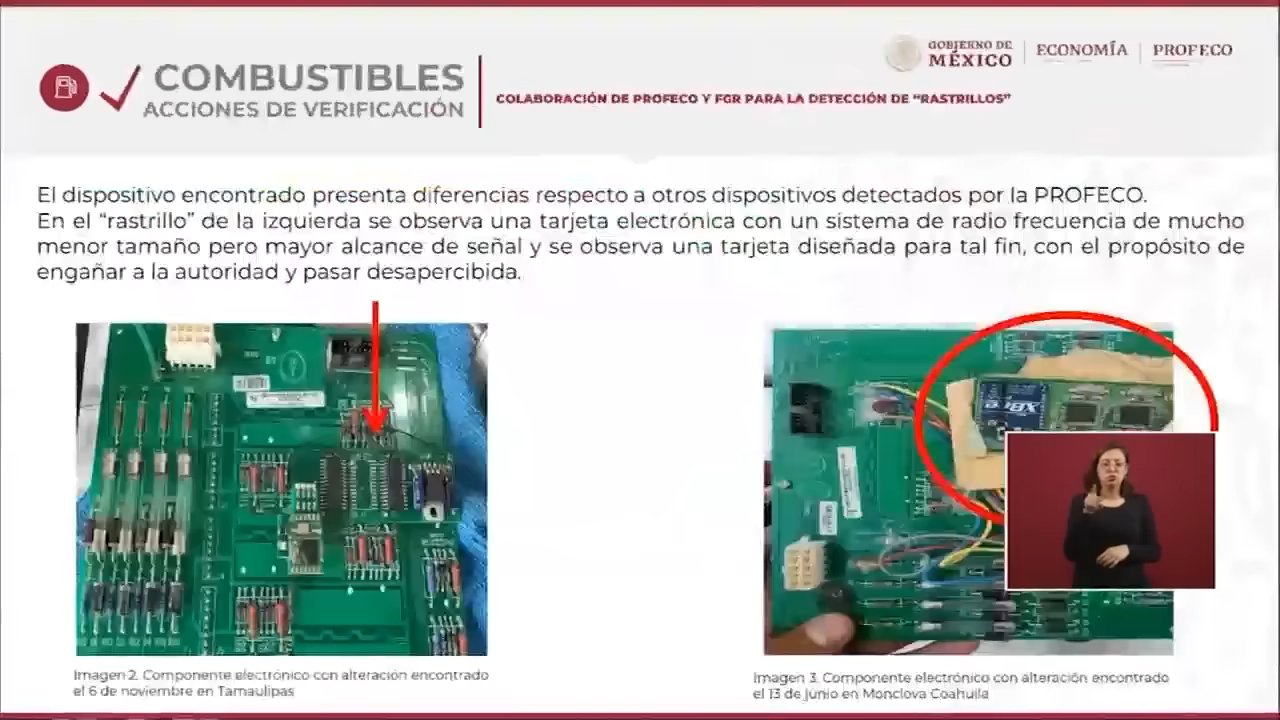 COMBUSTIBLES
ACCIONES DE VERIFICACIÓN
COLABORACIÓN DE PROFECO Y FGR PARA LA DETECCIÓN DE “RASTRILLOS”
GOBIERNO DE
MÉXICO
ECONOMÍA
PROFECO
El dispositivo encontrado presenta diferencias respecto a otros dispositivos detectados por la PROFECO.
En el “rastrillo” de la izquierda se observa una tarjeta electrónica con un sistema de radio frecuencia de mucho
menor tamaño pero mayor alcance de señal y se observa una tarjeta diseñada para tal fin, con el propósito de
engañar a la autoridad y pasar desapercibida.
Imagen 2. Componente electrónico con alteración encontrado
el 6 de noviembre en Tamaulipas
Imagen 3. Componente electrónico con alteración encontrado
el 13 de junio en Monclova Coahuila